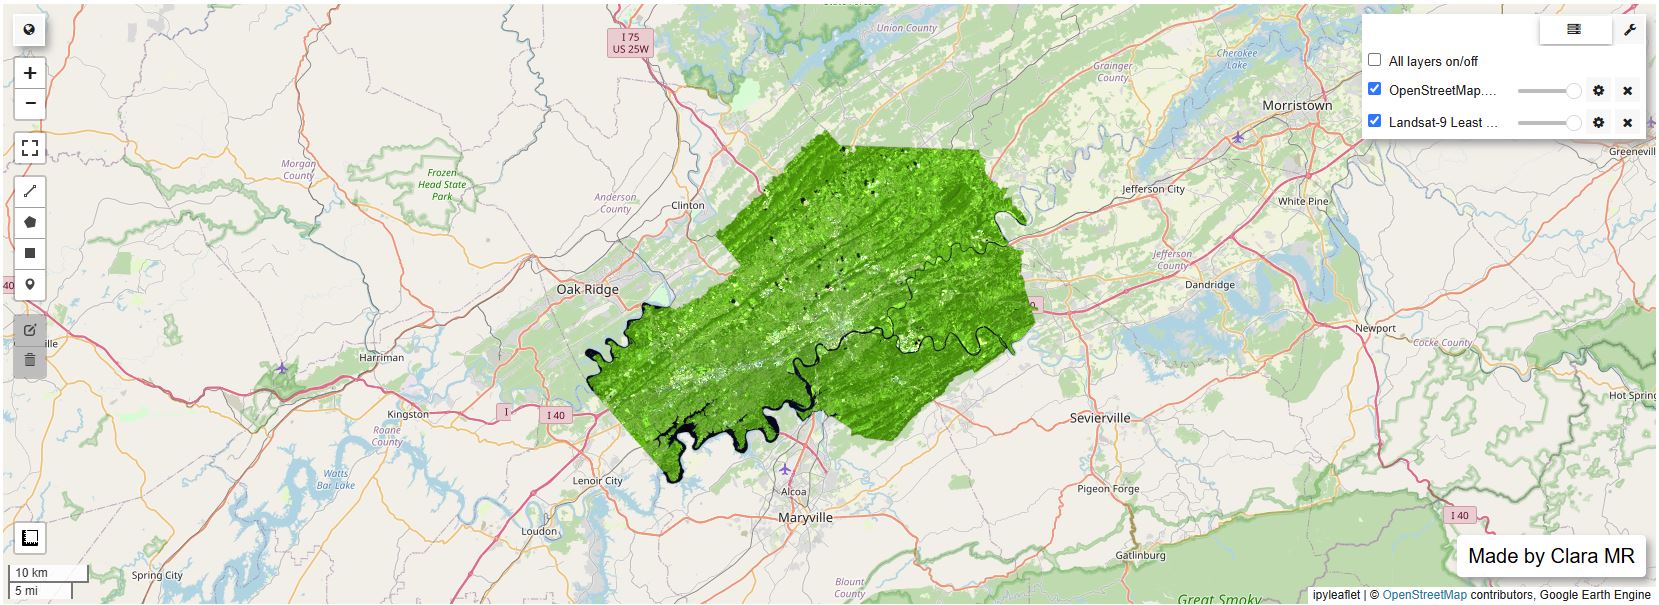 I 75
US 25W
Union County
Cherokee
Lake
Grainger
County
All layers on/off
OpenStreetMap....
Landsat-9 Least ...
Morristown
Greenevill
Morgan
County
Frozen
Head State
Park
Anderson
County
Clinton
Jefferson City
White Pine
Jefferson
County
Dandridge
40
Oak Ridge
Newport
Cocke County
ville
Harriman
Kingston
I
I 40
Roane
County
Watts
Bar Lake
Lenoir City
Loudon
Alcoa
Maryville
Sevierville
Pigeon Forge
Hot Spring
I 40
Gatlinburg
Made by Clara MR
10 km
5 mi
Spring City
Blount
County
Great Smoky
ipyleaflet | © OpenStreetMap contributors, Google Earth Engine